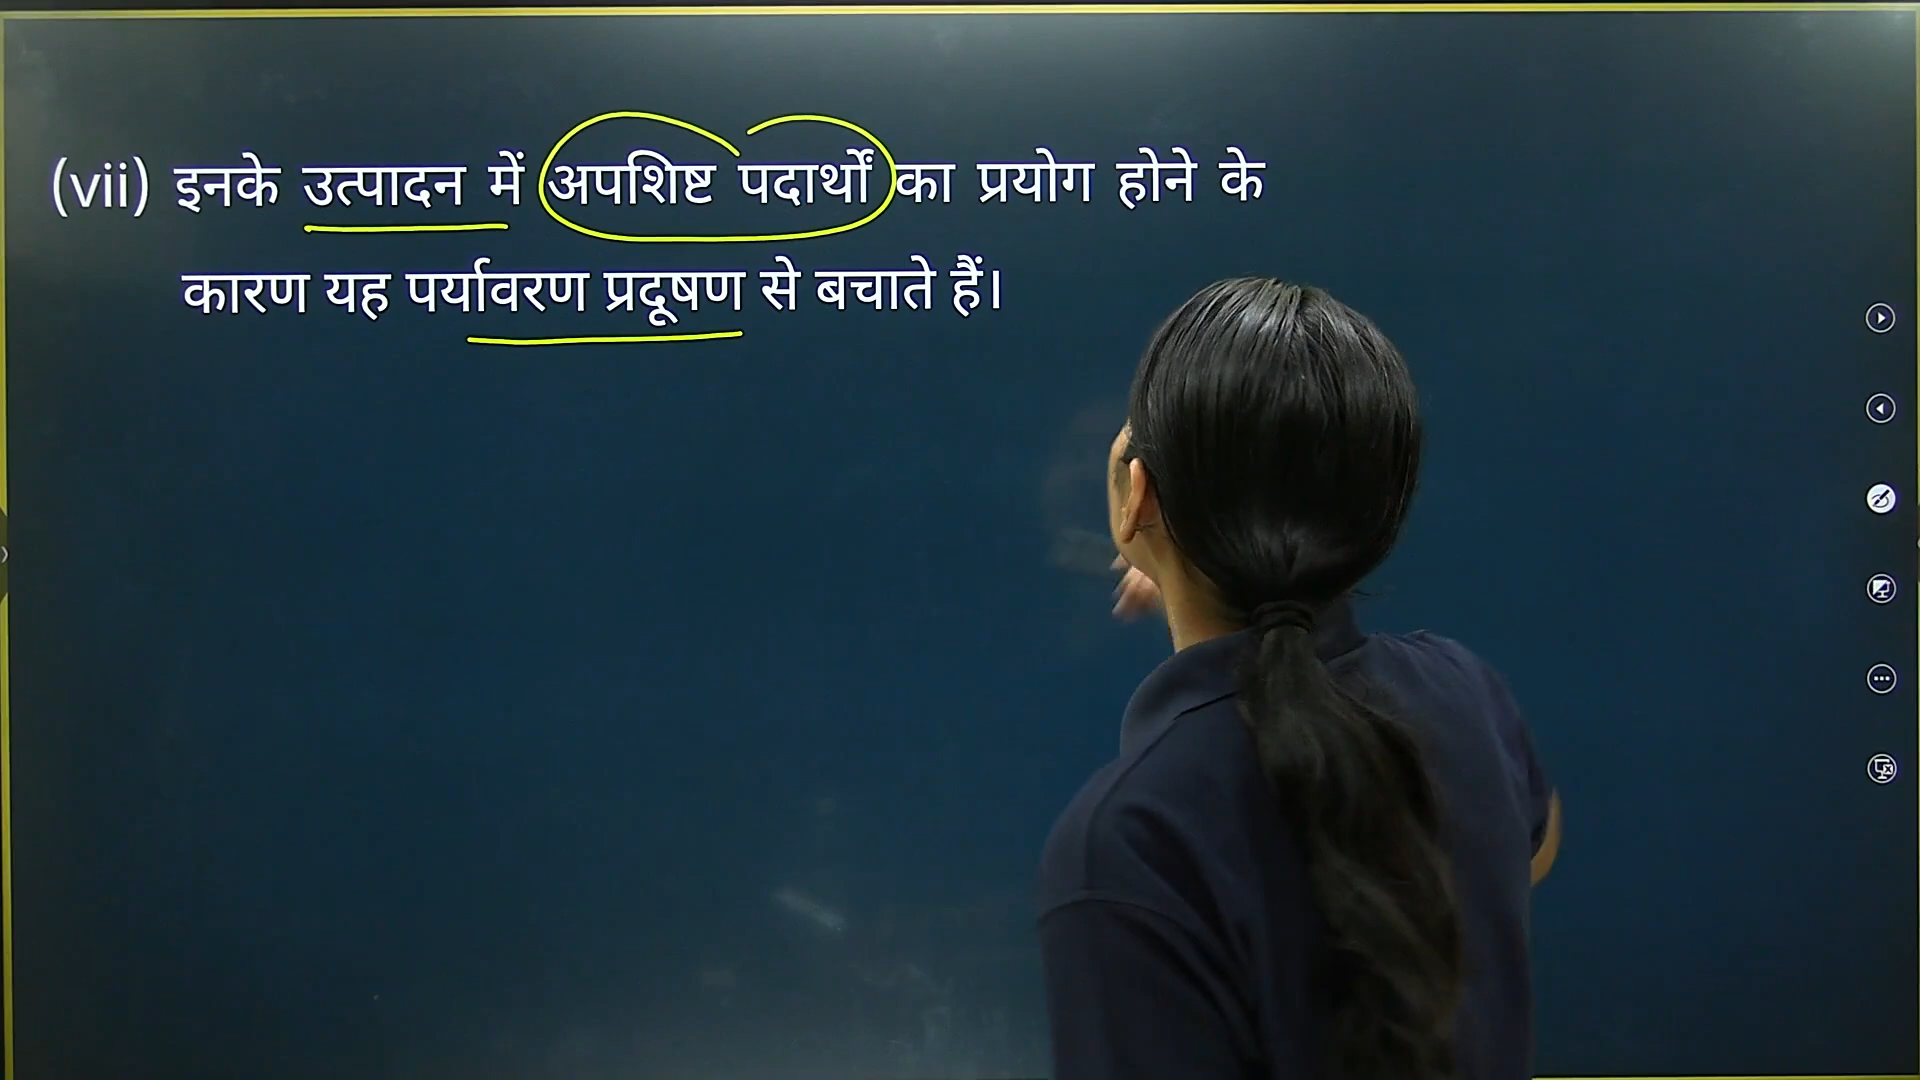 (vii) इनके उत्पादन में अपशिष्ट पदार्थों का प्रयोग होने के
कारण यह पर्यावरण प्रदूषण से बचाते हैं।